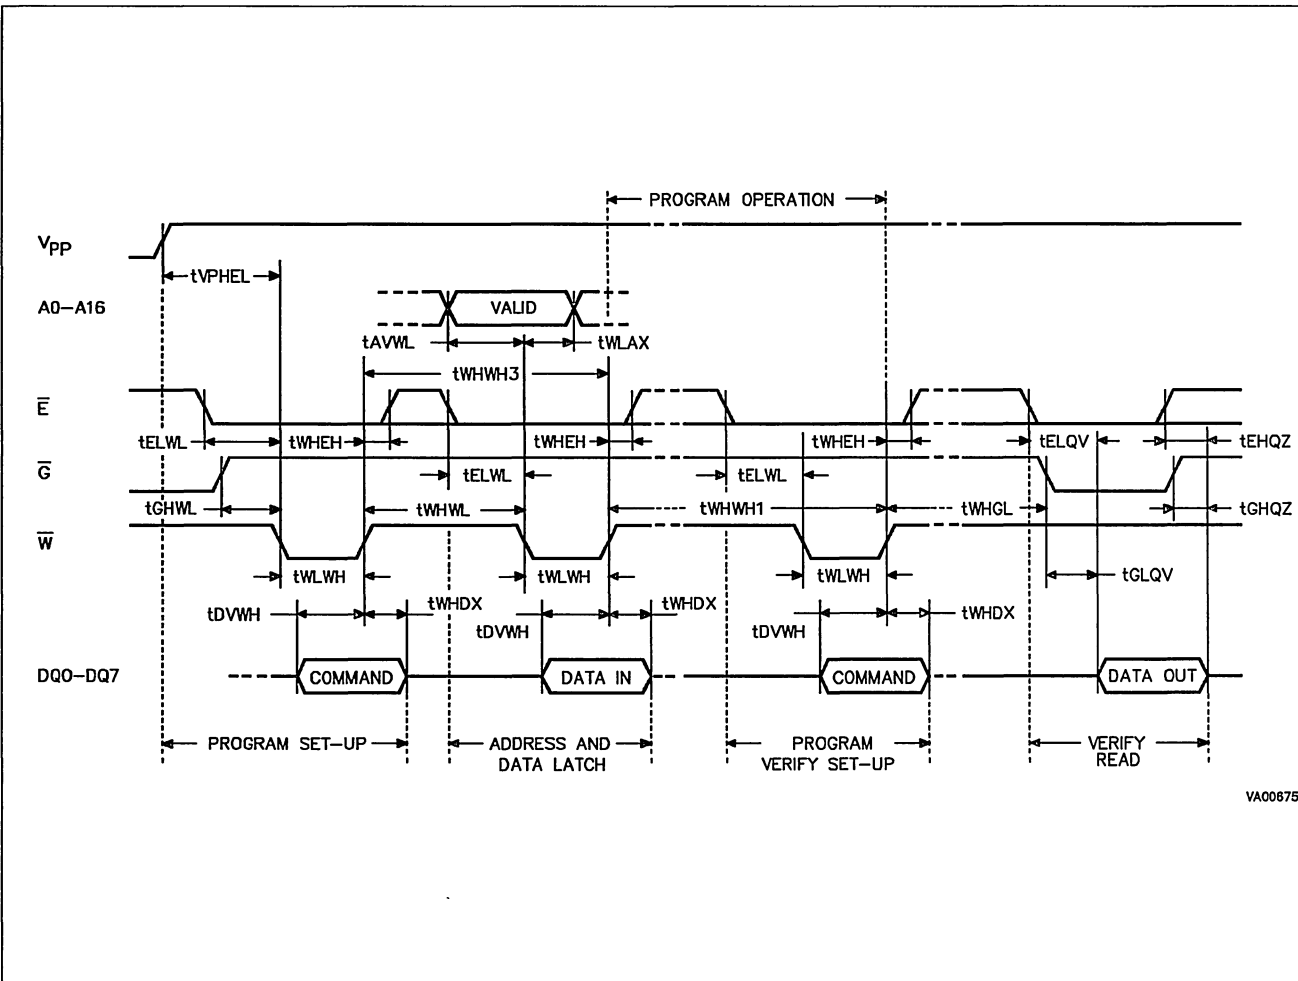 PROGRAM OPERATION
VPP
tVPHEL
A0-A16
VALID
tAVWL
tWLAX
tWHWH3
E
tELWL
tWHEH
tWHEH
tWHEH
tELQV
tEHQZ
G
tELWL
tELWL
tGHWL
tWHWL
tWHWH1
tWHGL
tGHQZ
W
tWLWH
tWLWH
tWLWH
tGLQV
tDVWH
tWHDX
tDVWH
tWHDX
tDVWH
tWHDX
DQ0-DQ7
COMMAND
DATA IN
COMMAND
DATA OUT
PROGRAM SET-UP
ADDRESS AND
DATA LATCH
PROGRAM
VERIFY SET-UP
VERIFY
READ
VA00675